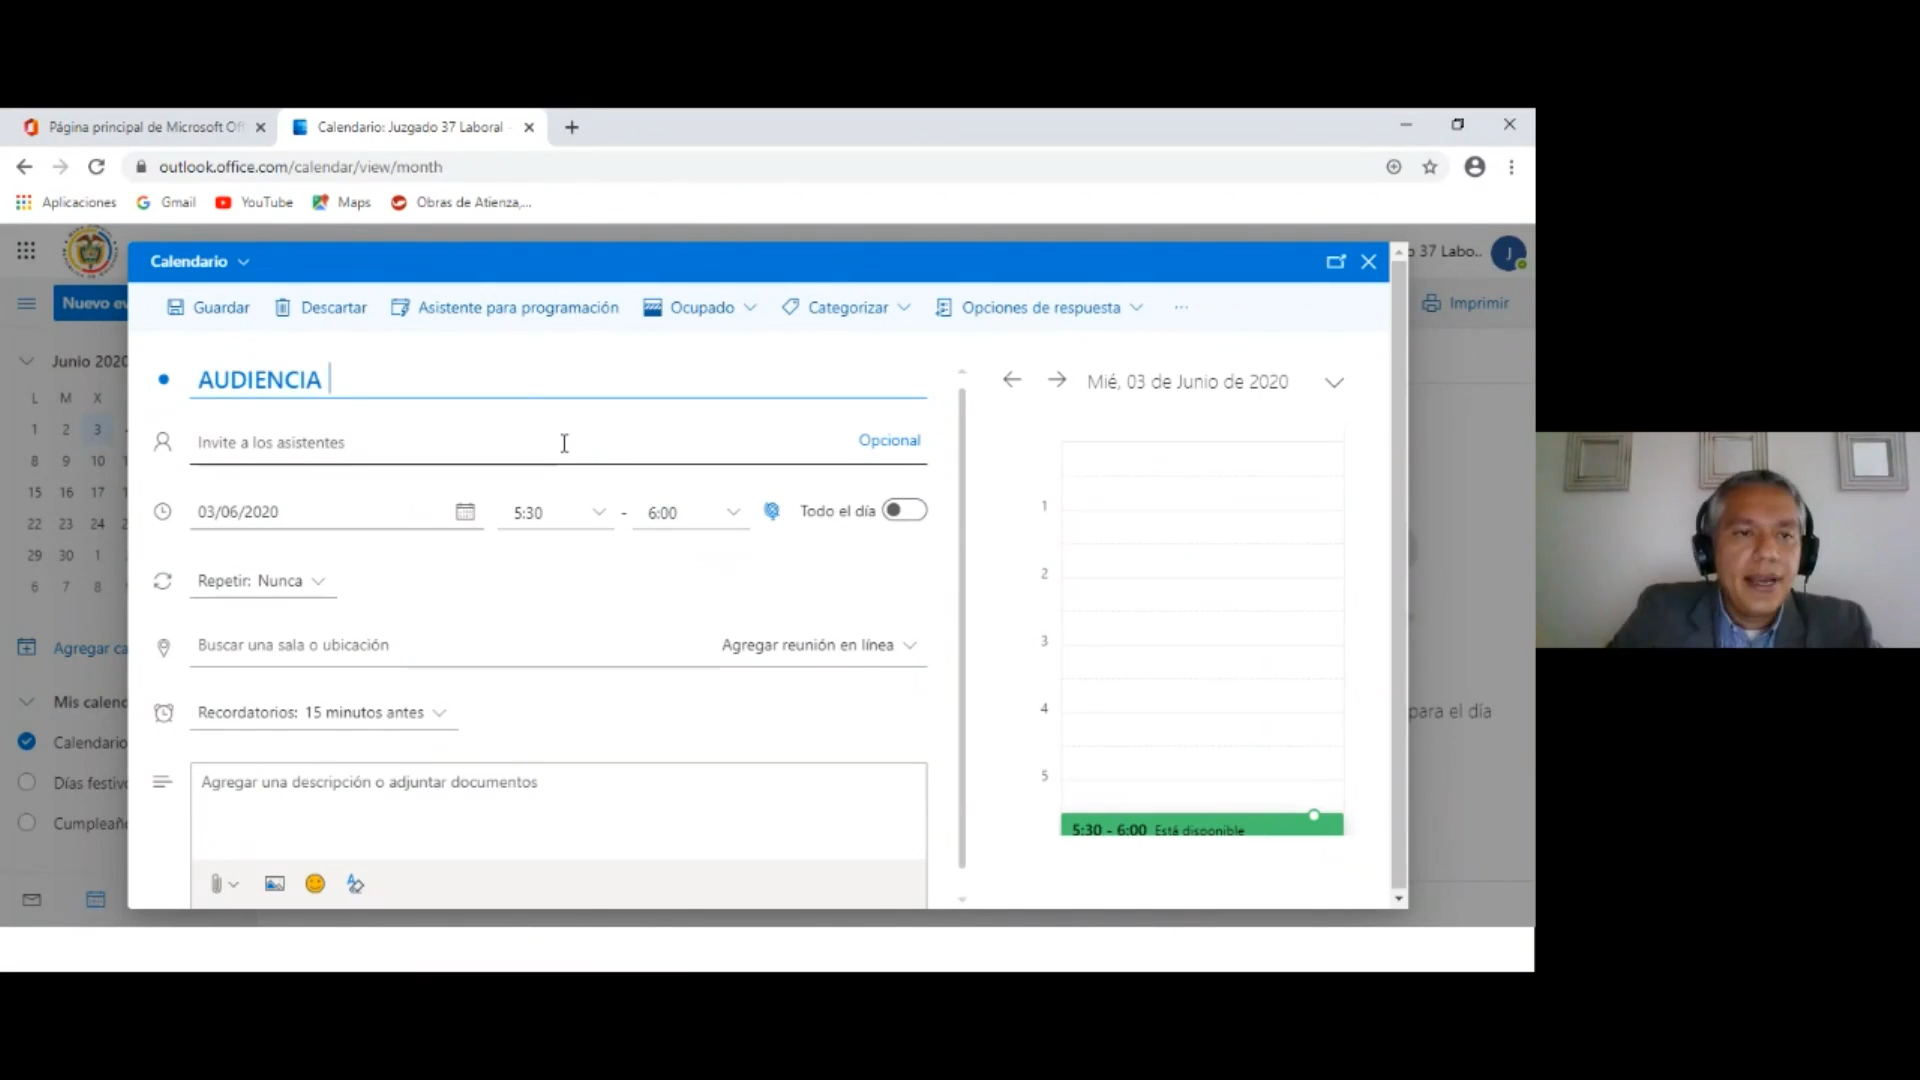 Página principal de Microsoft Of
Calendario: Juzgado 37 Laboral
outlook.office.com/calendar/view/month
Aplicaciones Gmail YouTube Maps Obras de Atienza,...
37 Labo.. J
Calendario
Nuevo ev
Guardar Descartar Asistente para programación Ocupado Categorizar Opciones de respuesta ...
Imprimir
Junio 2020
L M X
1 2 3
8 9 10
15 16 17
22 23 24
29 30 1
6 7 8
AUDIENCIA
Invite a los asistentes Opcional
03/06/2020 5:30 - 6:00 Todo el día
Repetir: Nunca
Buscar una sala o ubicación Agregar reunión en línea
Recordatorios: 15 minutos antes
Agregar una descripción o adjuntar documentos
Mié, 03 de Junio de 2020
1
2
3
4
5
5:30 - 6:00 Está disponible
Agregar ca
Mis calend
Calendario
Días festivo
Cumpleaño
para el día